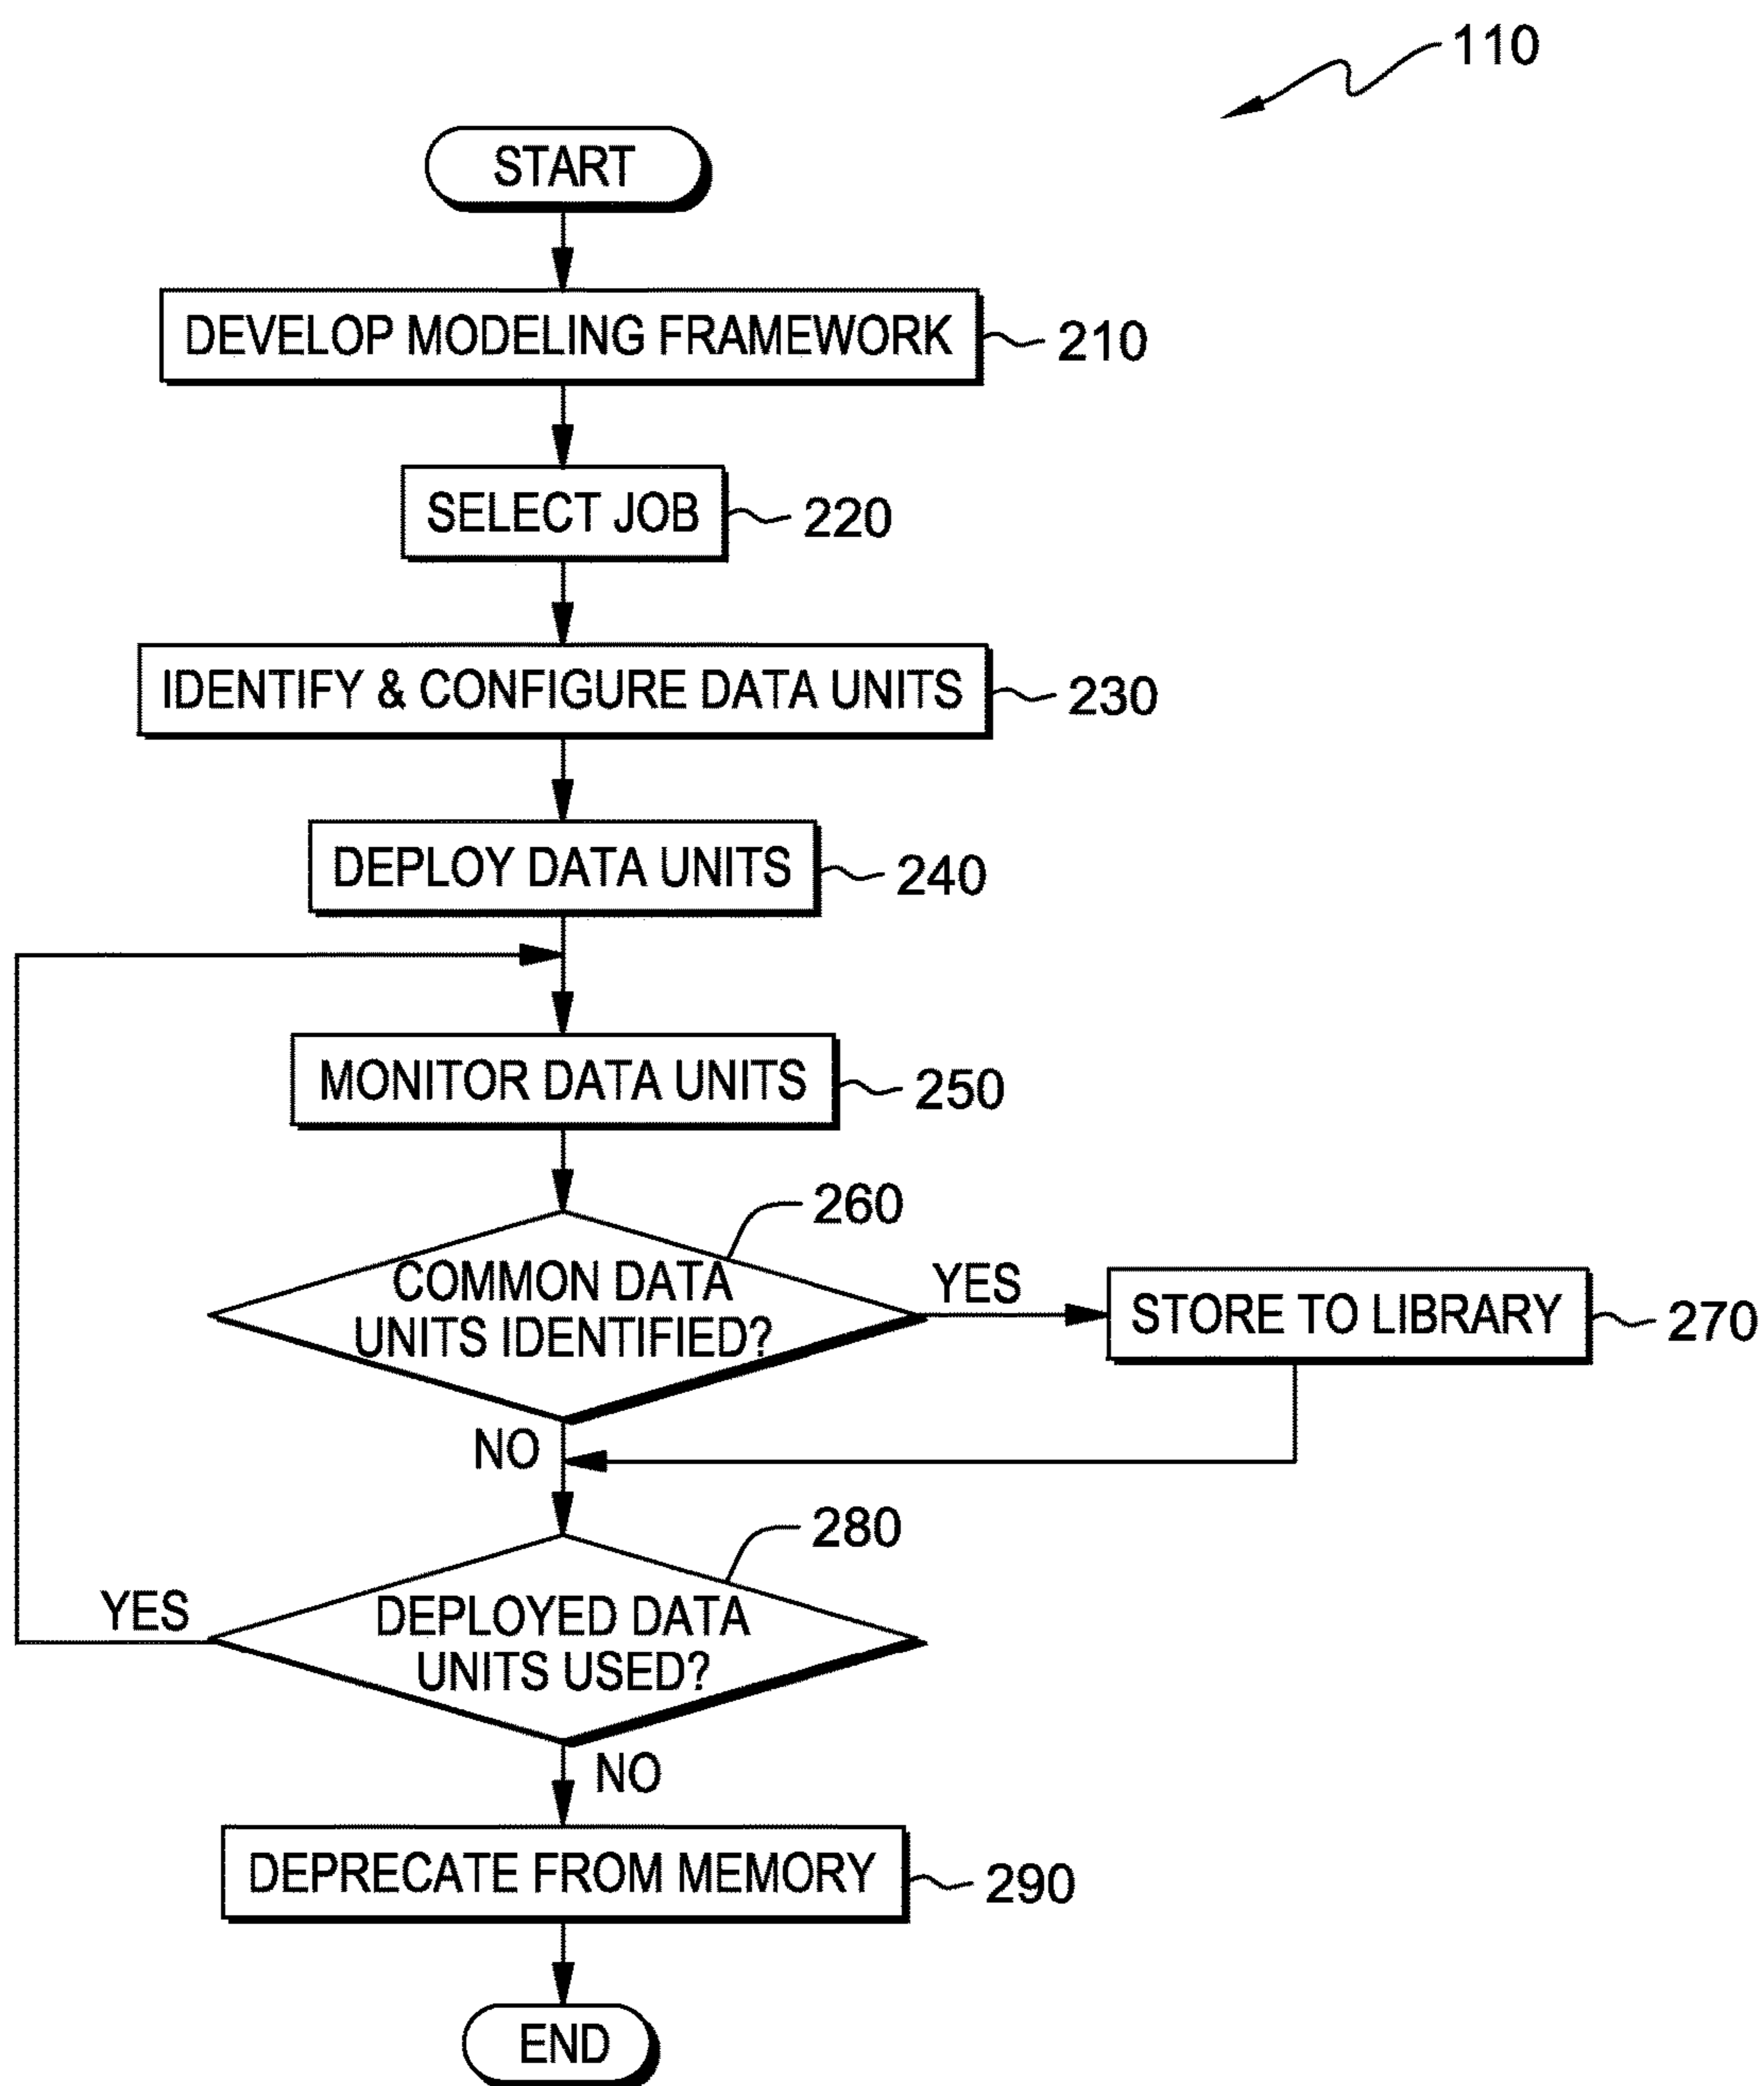 110
START
DEVELOP MODELING FRAMEWORK
210
SELECT JOB
220
IDENTIFY & CONFIGURE DATA UNITS
230
DEPLOY DATA UNITS
240
MONITOR DATA UNITS
250
260
COMMON DATA
UNITS IDENTIFIED?
YES
STORE TO LIBRARY
270
NO
280
YES
DEPLOYED DATA
UNITS USED?
NO
DEPRECATE FROM MEMORY
290
END